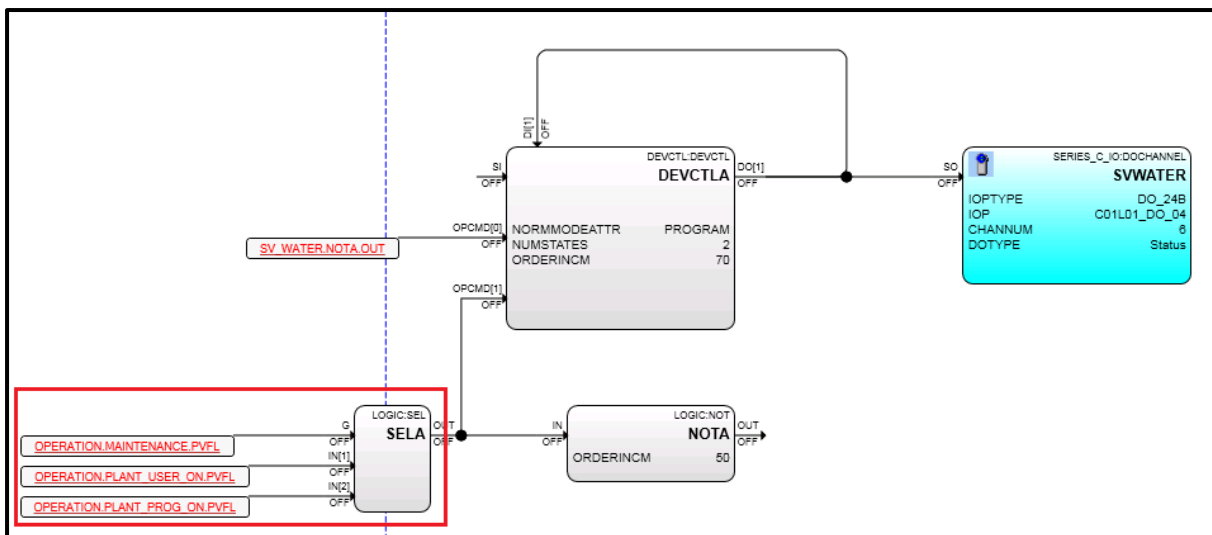 DI[1]
OFF
DEVCTL:DEVCTL
DEVCTLA
SI
OFF
DO[1]
OFF
SO
OFF
SERIES_C_IO:DOCHANNEL
SVWATER
IOPTYPE DO_24B
IOP C01L01_DO_04
CHANNUM 6
DOTYPE Status
OPCMD[0]
OFF
SV_WATER.NOTA.OUT
NORMMODEATTR PROGRAM
NUMSTATES 2
ORDERINCM 70
OPCMD[1]
OFF
LOGIC:SEL
SELA
G
OFF
OPERATION.MAINTENANCE.PVFL
IN[1]
OFF
OPERATION.PLANT_USER_ON.PVFL
IN[2]
OFF
OPERATION.PLANT_PROG_ON.PVFL
OUT
OFF
IN
OFF
LOGIC:NOT
NOTA
ORDERINCM 50
OUT
OFF